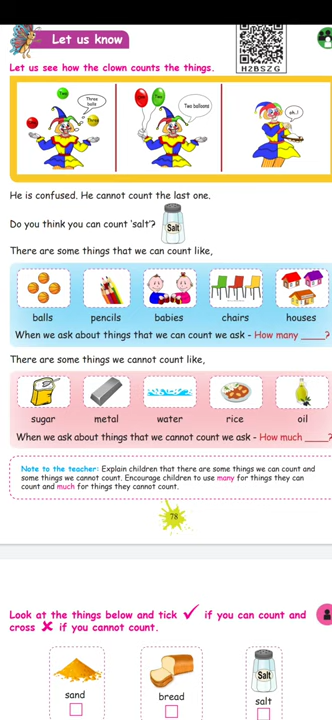 Let us know
H2BSZG
Let us see how the clown counts the things.
Two
Three balls
One
Three
One
Two
Two balloons
oh..!
He is confused. He cannot count the last one.
Do you think you can count 'salt'?
Salt
There are some things that we can count like,
balls pencils babies chairs houses
When we ask about things that we can count we ask - How many ____?
There are some things we cannot count like,
sugar metal water rice oil
When we ask about things that we cannot count we ask - How much ____?
Note to the teacher: Explain children that there are some things we can count and
some things we cannot count. Encourage children to use many for things they can
count and much for things they cannot count.
78
Look at the things below and tick ✓ if you can count and
cross ✗ if you cannot count.
Salt
sand bread salt